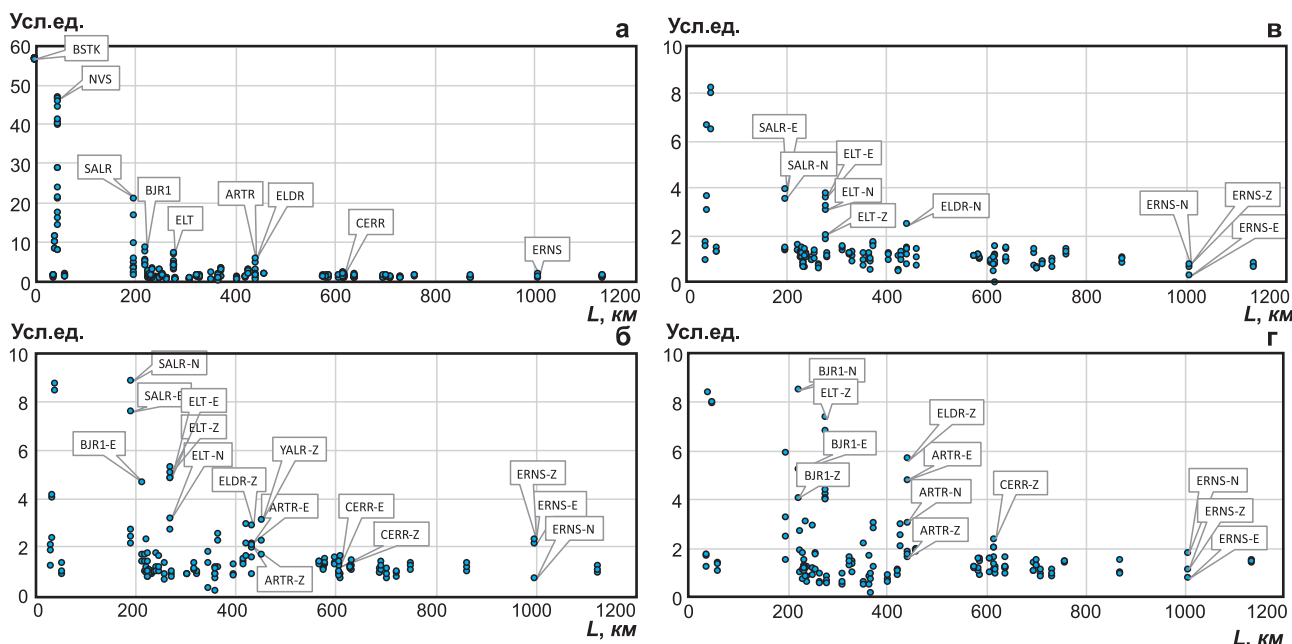 Усл.ед.
а
60
50
40
30
20
10
0
BSTK
NVS
SALR
BJR1
ELT
ARTR
ELDR
CERR
ERNS
0 200 400 600 800 1000 1200
L, км
Усл.ед.
в
10
8
6
4
2
0
SALR-E
SALR-N
ELT-E
ELT-N
ELT-Z
ELDR-N
ERNS-N
ERNS-Z
ERNS-E
0 200 400 600 800 1000 1200
L, км
Усл.ед.
б
10
8
6
4
2
0
SALR-N
SALR-E
ELT-E
ELT-Z
BJR1-E
ELT-N
YALR-Z
ELDR-Z
ARTR-E
ARTR-Z
CERR-E
CERR-Z
ERNS-Z
ERNS-E
ERNS-N
0 200 400 600 800 1000 1200
L, км
Усл.ед.
г
10
8
6
4
2
0
BJR1-N
ELT-Z
BJR1-E
BJR1-Z
ELDR-Z
ARTR-E
ARTR-N
ARTR-Z
CERR-Z
ERNS-N
ERNS-Z
ERNS-E
0 200 400 600 800 1000 1200
L, км